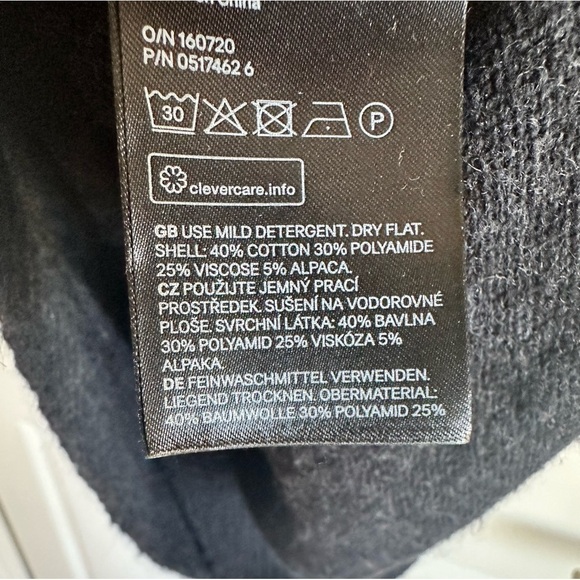 China
O/N 160720
P/N 0517462 6
30
P
clevercare.info
GB USE MILD DETERGENT. DRY FLAT.
SHELL: 40% COTTON 30% POLYAMIDE
25% VISCOSE 5% ALPACA.
CZ POUŽIJTE JEMNÝ PRACÍ
PROSTŘEDEK. SUŠENÍ NA VODOROVNÉ
PLOŠE. SVRCHNÍ LÁTKA: 40% BAVLNA
30% POLYAMID 25% VISKÓZA 5%
ALPAKA.
DE FEINWASCHMITTEL VERWENDEN.
LIEGEND TROCKNEN. OBERMATERIAL:
40% BAUMWOLLE 30% POLYAMID 25%